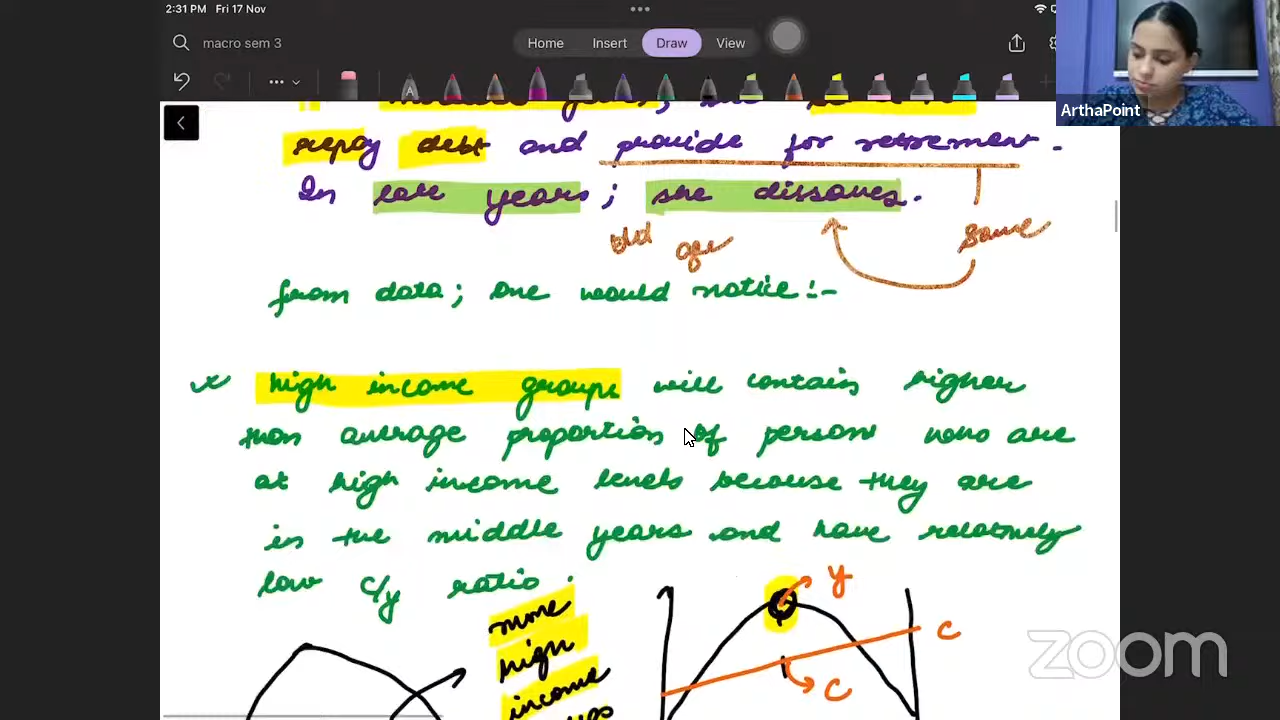 2:31 PM Fri 17 Nov
macro sem 3
Home Insert Draw View
ArthaPoint
repay debt and provide for retirement.
In late years; she dissaves.
old age
same
from data; one would notice:-
high income groups will contain higher
than average proportion of persons who are
at high income levels because they are
in the middle years and have relatively
low c/y ratio.
more
high
income
y
c
c
zoom